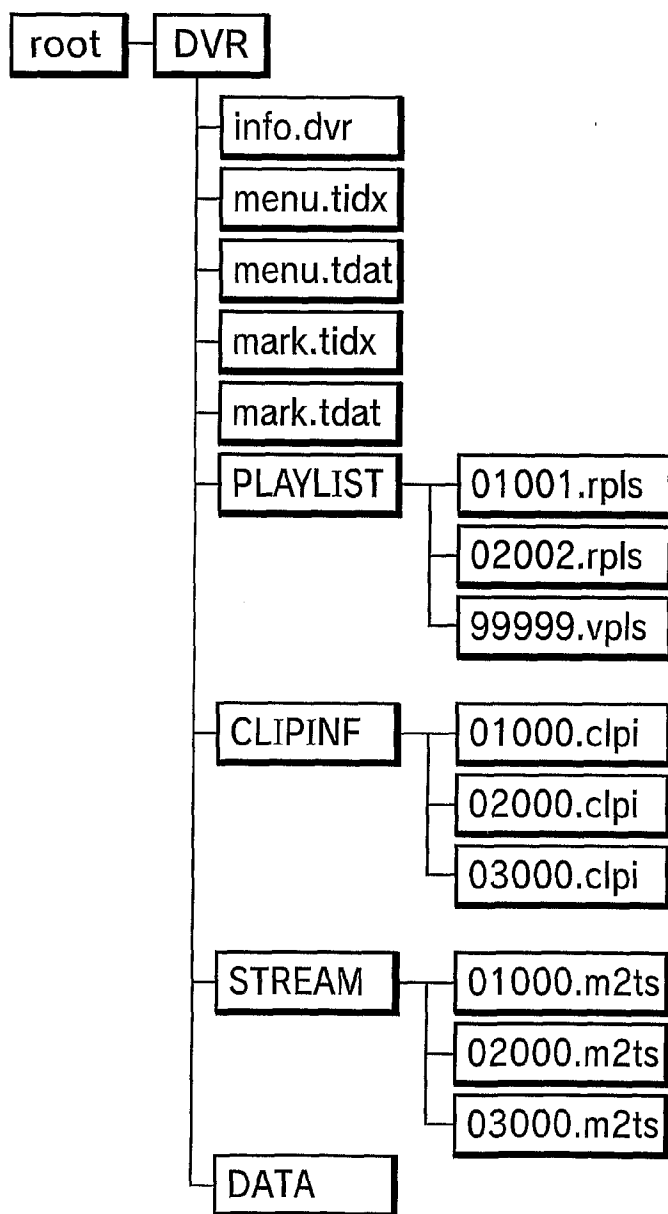 root DVR
info.dvr
menu.tidx
menu.tdat
mark.tidx
mark.tdat
PLAYLIST 01001.rpls
02002.rpls
99999.vpls
CLIPINF 01000.clpi
02000.clpi
03000.clpi
STREAM 01000.m2ts
02000.m2ts
03000.m2ts
DATA